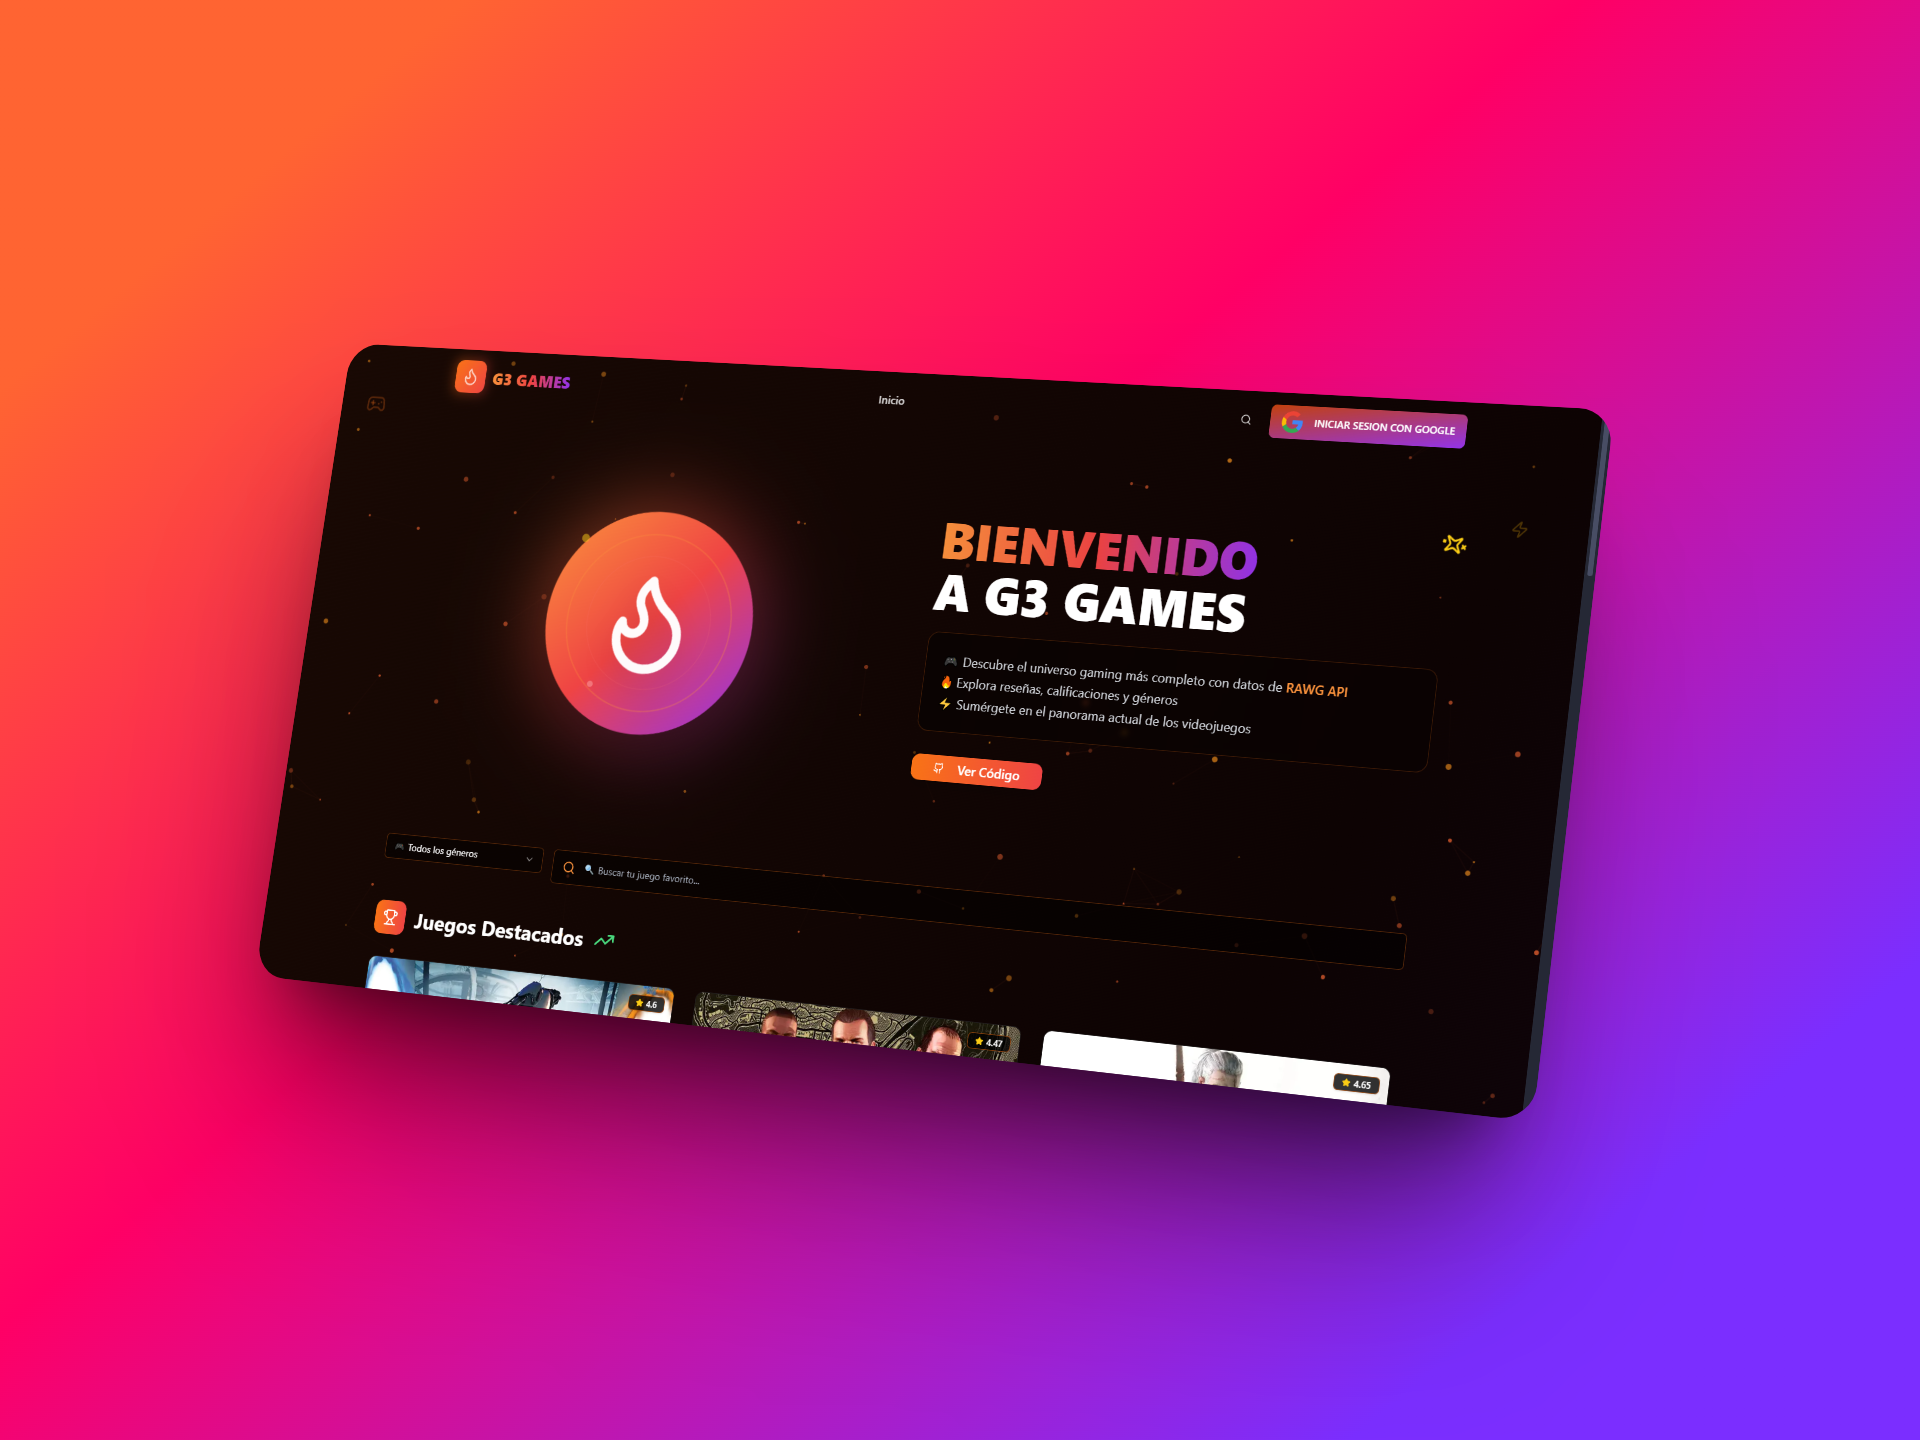 G3 GAMES
Inicio
INICIAR SESION CON GOOGLE
BIENVENIDO
A G3 GAMES
🎮 Descubre el universo gaming más completo con datos de RAWG API
🔥 Explora reseñas, calificaciones y géneros
⚡ Sumérgete en el panorama actual de los videojuegos
Ver Código
🎮 Todos los géneros
🔍 Buscar tu juego favorito...
Juegos Destacados
⭐ 4.6
⭐ 4.47
⭐ 4.65